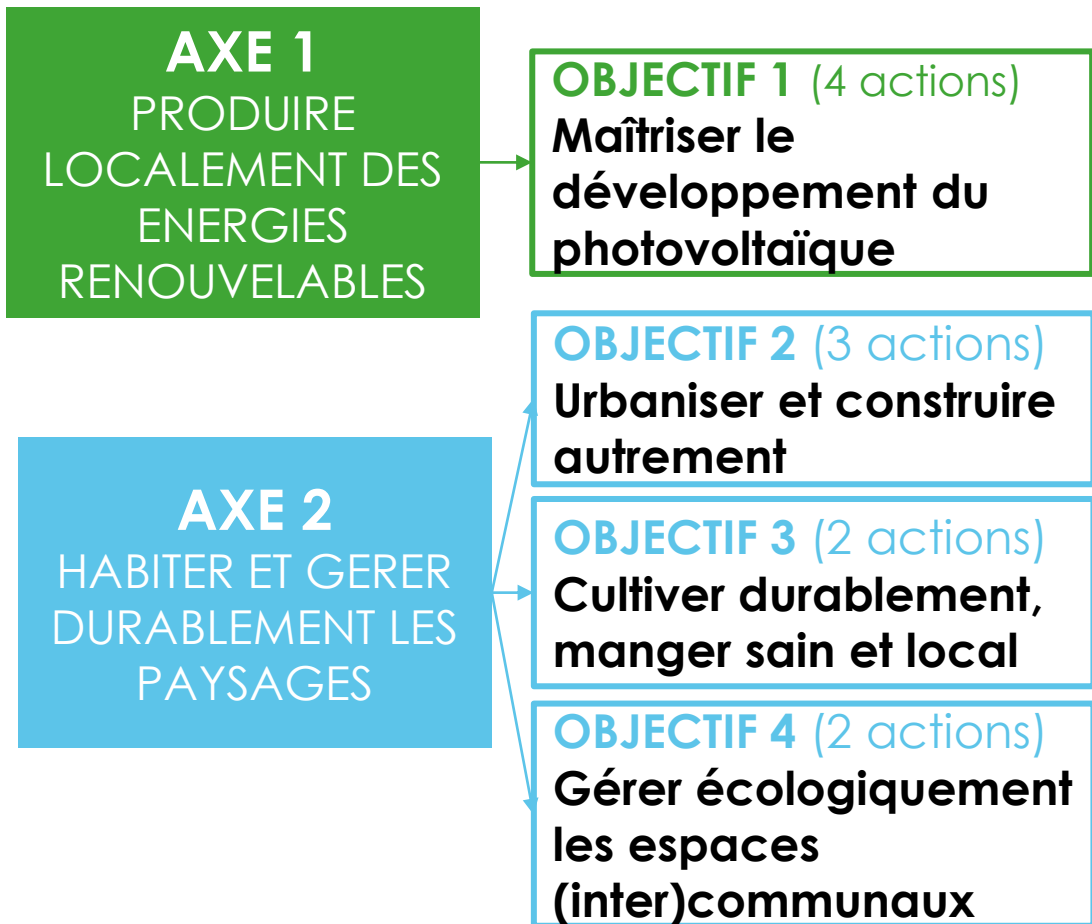 AXE 1
PRODUIRE
LOCALEMENT DES
ENERGIES
RENOUVELABLES
OBJECTIF 1 (4 actions)
Maîtriser le
développement du
photovoltaïque
AXE 2
HABITER ET GERER
DURABLEMENT LES
PAYSAGES
OBJECTIF 2 (3 actions)
Urbaniser et construire
autrement
OBJECTIF 3 (2 actions)
Cultiver durablement,
manger sain et local
OBJECTIF 4 (2 actions)
Gérer écologiquement
les espaces
(inter)communaux